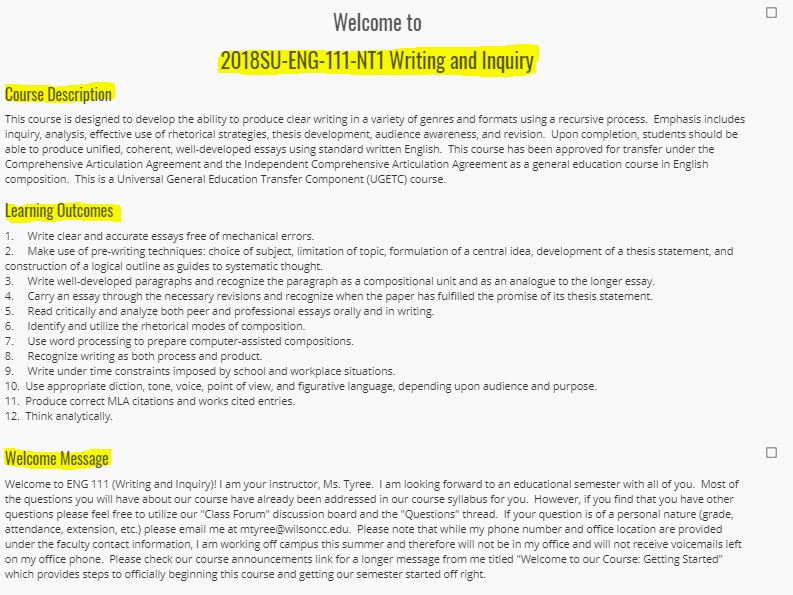 Welcome to
2018SU-ENG-111-NT1 Writing and Inquiry
Course Description
This course is designed to develop the ability to produce clear writing in a variety of genres and formats using a recursive process.  Emphasis includes
inquiry, analysis, effective use of rhetorical strategies, thesis development, audience awareness, and revision.  Upon completion, students should be
able to produce unified, coherent, well-developed essays using standard written English.  This course has been approved for transfer under the
Comprehensive Articulation Agreement and the Independent Comprehensive Articulation Agreement as a general education course in English
composition.  This is a Universal General Education Transfer Component (UGETC) course.
Learning Outcomes
1.    Write clear and accurate essays free of mechanical errors.
2.    Make use of pre-writing techniques: choice of subject, limitation of topic, formulation of a central idea, development of a thesis statement, and
construction of a logical outline as guides to systematic thought.
3.    Write well-developed paragraphs and recognize the paragraph as a compositional unit and as an analogue to the longer essay.
4.    Carry an essay through the necessary revisions and recognize when the paper has fulfilled the promise of its thesis statement.
5.    Read critically and analyze both peer and professional essays orally and in writing.
6.    Identify and utilize the rhetorical modes of composition.
7.    Use word processing to prepare computer-assisted compositions.
8.    Recognize writing as both process and product.
9.    Write under time constraints imposed by school and workplace situations.
10.  Use appropriate diction, tone, voice, point of view, and figurative language, depending upon audience and purpose.
11.  Produce correct MLA citations and works cited entries.
12.  Think analytically.
Welcome Message
Welcome to ENG 111 (Writing and Inquiry)! I am your instructor, Ms. Tyree.  I am looking forward to an educational semester with all of you.  Most of
the questions you will have about our course have already been addressed in our course syllabus for you.  However, if you find that you have other
questions please feel free to utilize our "Class Forum" discussion board and the "Questions" thread.  If your question is of a personal nature (grade,
attendance, extension, etc.) please email me at mtyree@wilsoncc.edu.  Please note that while my phone number and office location are provided
under the faculty contact information, I am working off campus this summer and therefore will not be in my office and will not receive voicemails left
on my office phone.  Please check our course announcements link for a longer message from me titled "Welcome to our Course: Getting Started"
which provides steps to officially beginning this course and getting our semester started off right.